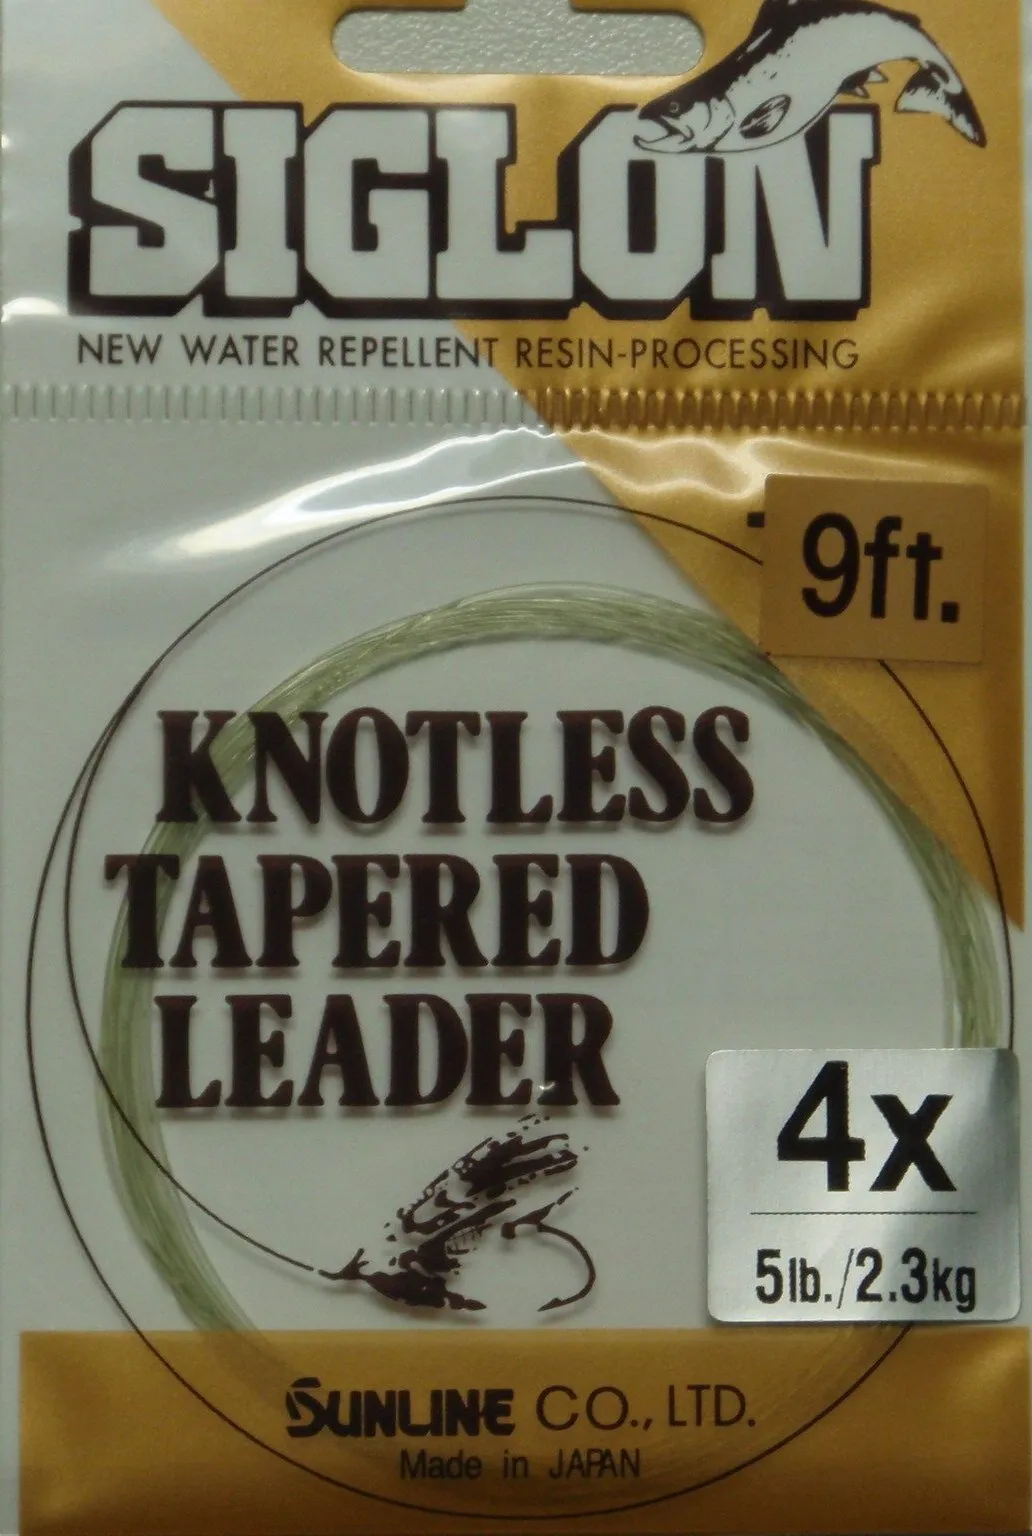 SIGLON
NEW WATER REPELLENT RESIN-PROCESSING
9ft.
KNOTLESS
TAPERED
LEADER
4x
5lb./2.3kg
SUNLINE CO., LTD.
Made in JAPAN